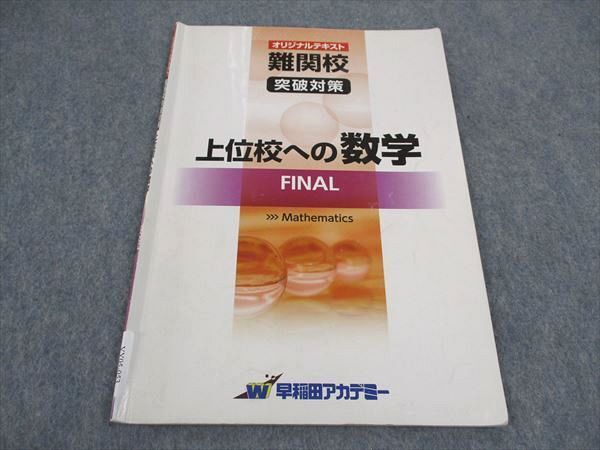 オリジナルテキスト
難関校
突破対策
上位校への数学
FINAL
>>> Mathematics
W 早稲田アカデミー